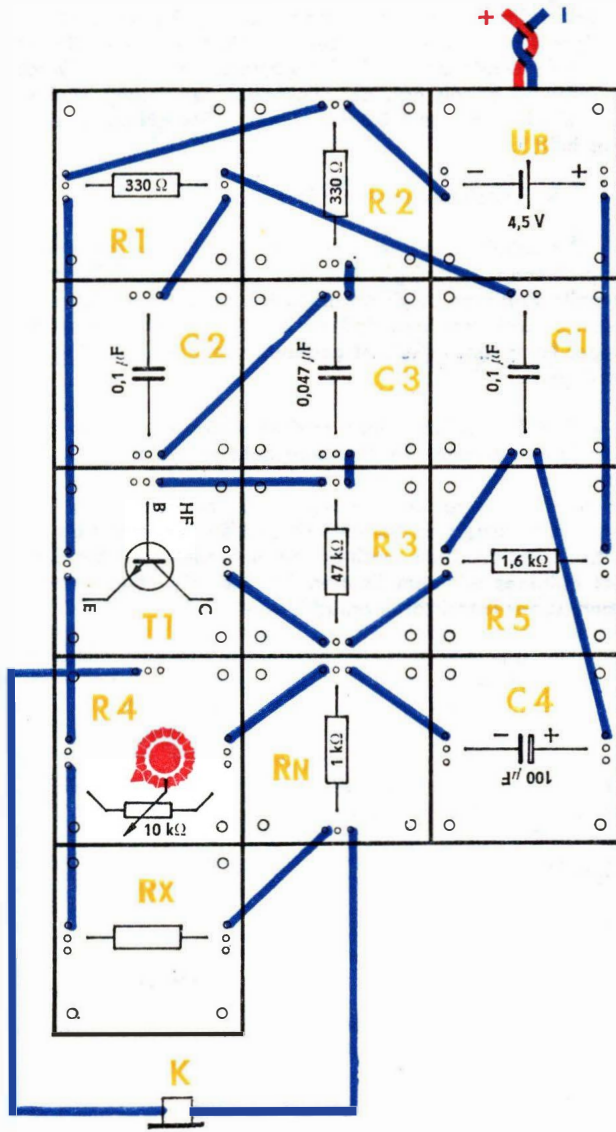 + −
UB
− +
4,5 V
330 Ω
R1
330 Ω
R2
0,1 µF
C2
0,047 µF
C3
0,1 µF
C1
HF
B
E
C
T1
47 kΩ
R3
1,6 kΩ
R5
R4
10 kΩ
RN
1 kΩ
C4
− +
100 µF
RX
K